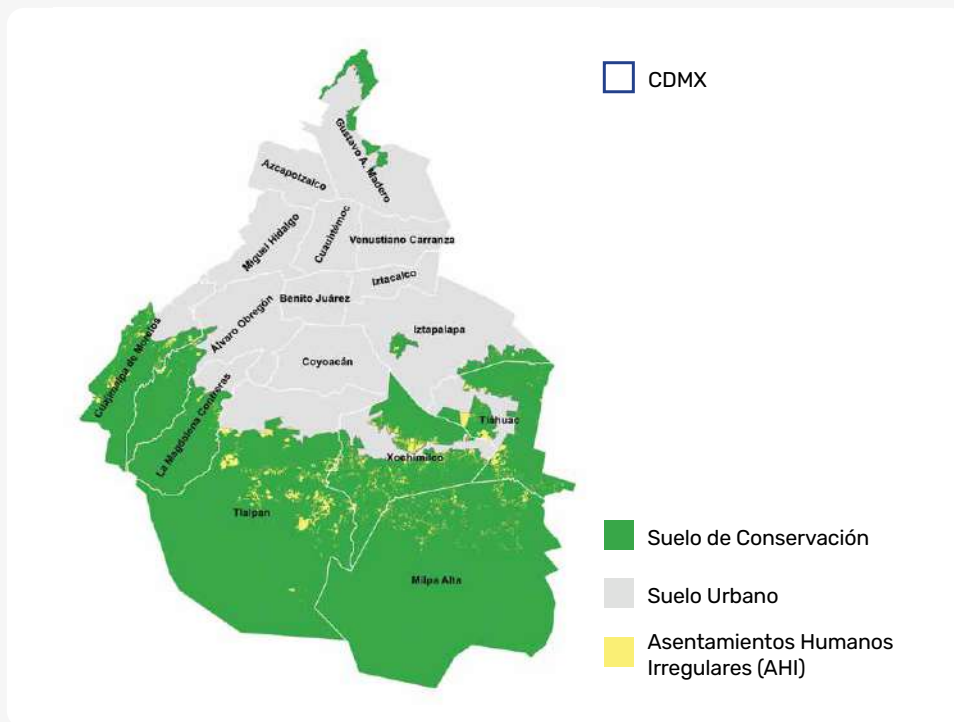 CDMX
Gustavo A. Madero
Azcapotzalco
Miguel Hidalgo
Cuauhtémoc
Venustiano Carranza
Iztacalco
Benito Juárez
Álvaro Obregón
Iztapalapa
Coyoacán
Cuajimalpa de Morelos
La Magdalena Contreras
Tláhuac
Xochimilco
Tlalpan
Milpa Alta
Suelo de Conservación
Suelo Urbano
Asentamientos Humanos
Irregulares (AHI)